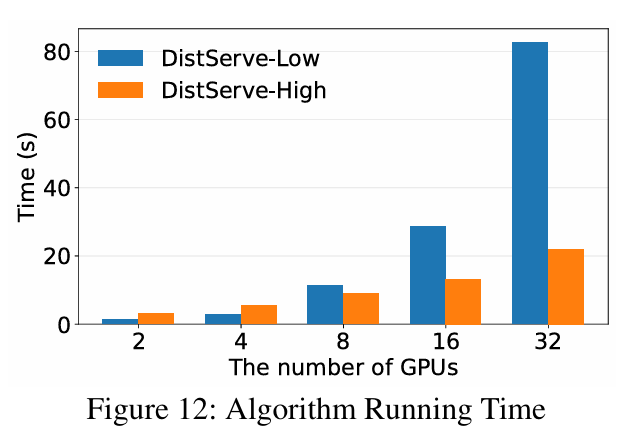 80
60
40
20
0
Time (s)
DistServe-Low
DistServe-High
2 4 8 16 32
The number of GPUs
Figure 12: Algorithm Running Time